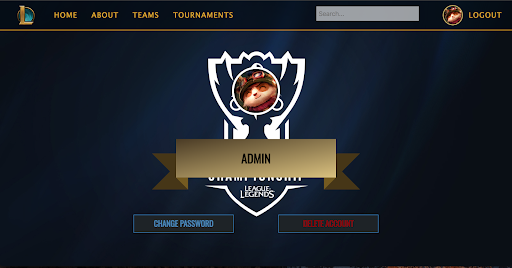 HOME ABOUT TEAMS TOURNAMENTS Search... LOGOUT
ADMIN
CHAMPIONSHIP
LEAGUE
OF
LEGENDS
CHANGE PASSWORD DELETE ACCOUNT